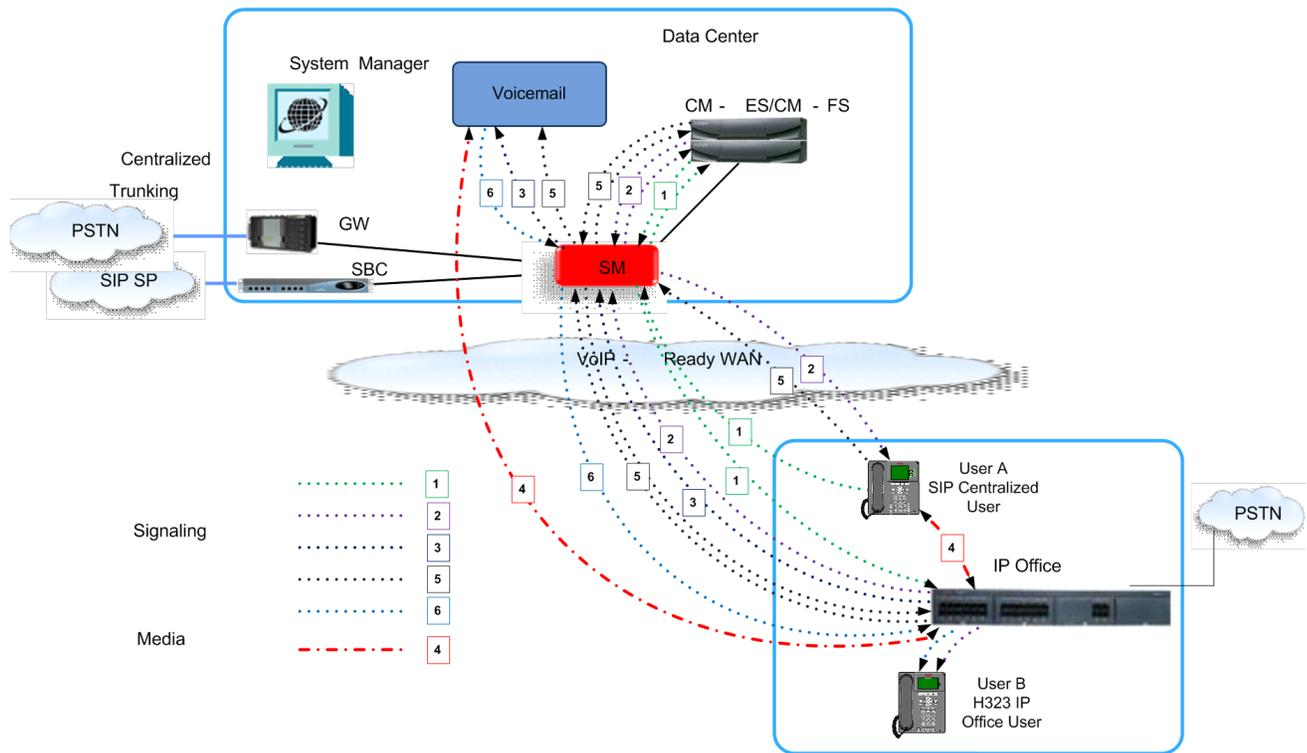 Data Center
System Manager
Voicemail
CM - ES/CM - FS
Centralized
Trunking
PSTN
GW
SIP SP
SBC
SM
6
3
5
5
2
1
VoIP - Ready WAN
2
5
1
2
1
6
5
3
4
User A
SIP Centralized
User
4
PSTN
IP Office
User B
H323 IP
Office User
Signaling
1
2
3
5
6
Media
4